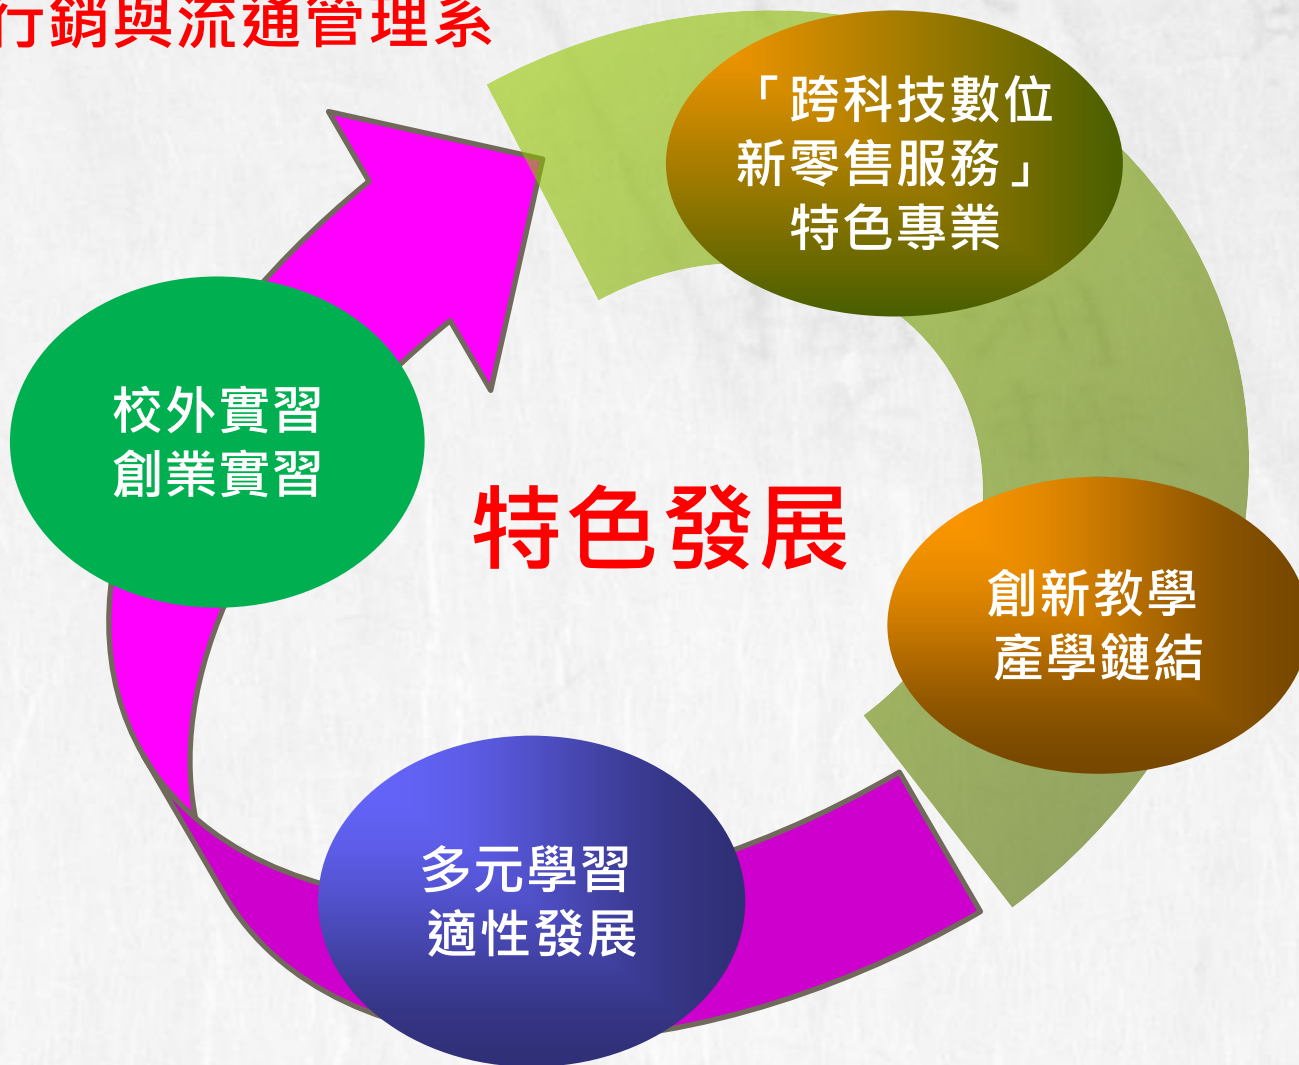 行銷與流通管理系
「跨科技數位
新零售服務」
特色專業
校外實習
創業實習
特色發展
創新教學
產學鏈結
多元學習
適性發展